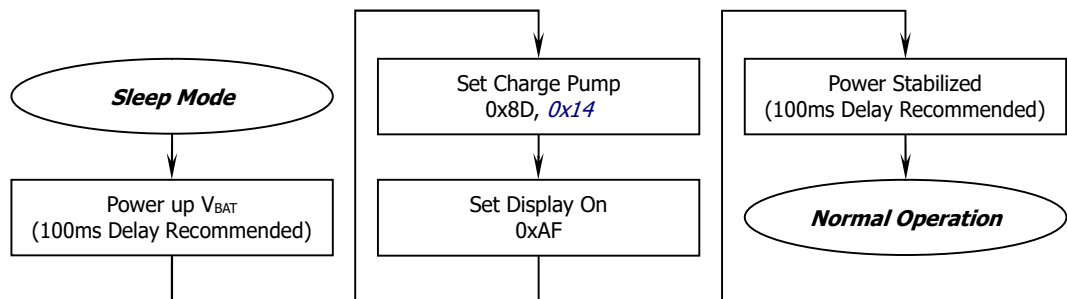 Sleep Mode
Power up VBAT
(100ms Delay Recommended)
Set Charge Pump
0x8D, 0x14
Set Display On
0xAF
Power Stabilized
(100ms Delay Recommended)
Normal Operation